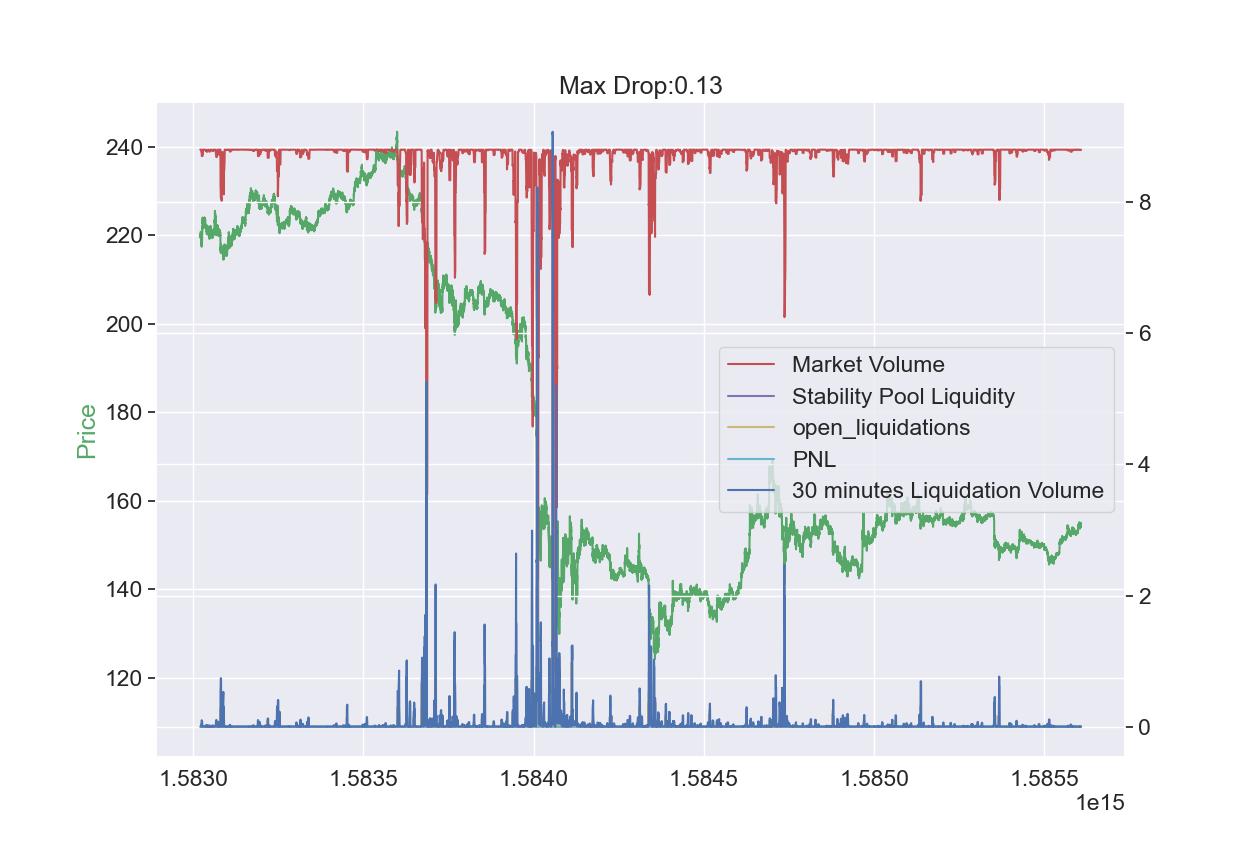 Max Drop:0.13
240
220
200
180
160
140
120
Price
8
6
4
2
0
Market Volume
Stability Pool Liquidity
open_liquidations
PNL
30 minutes Liquidation Volume
1.5830 1.5835 1.5840 1.5845 1.5850 1.5855
1e15